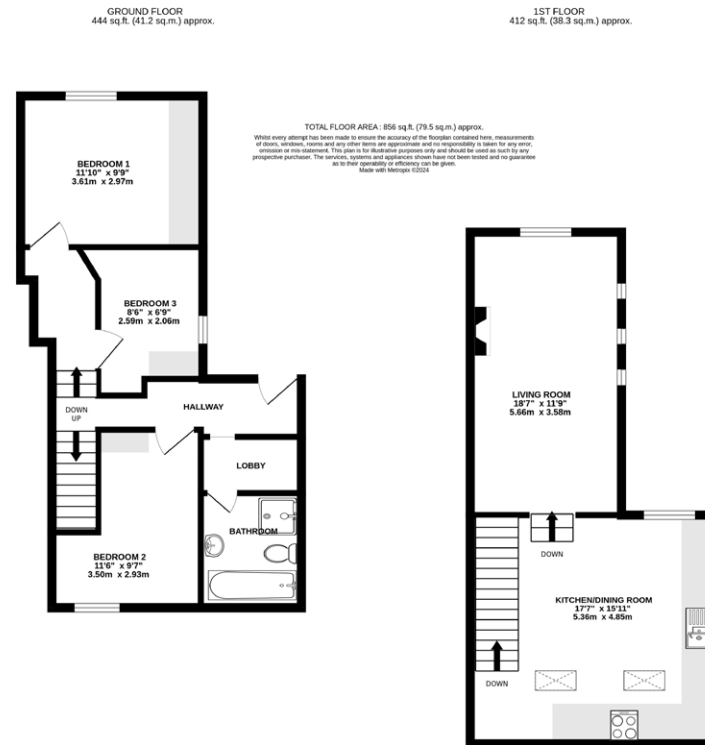 GROUND FLOOR
444 sq.ft. (41.2 sq.m.) approx.
1ST FLOOR
412 sq.ft. (38.3 sq.m.) approx.
TOTAL FLOOR AREA : 856 sq.ft. (79.5 sq.m.) approx.
Whilst every attempt has been made to ensure the accuracy of the floorplan contained here, measurements
of doors, windows, rooms and any other items are approximate and no responsibility is taken for any error,
omission or mis-statement. This plan is for illustrative purposes only and should be used as such by any
prospective purchaser. The services, systems and appliances shown have not been tested and no guarantee
as to their operability or efficiency can be given.
Made with Metropix ©2024
BEDROOM 1
11'10" x 9'9"
3.61m x 2.97m
BEDROOM 3
8'6" x 6'9"
2.59m x 2.06m
DOWN
UP
HALLWAY
LOBBY
BATHROOM
BEDROOM 2
11'6" x 9'7"
3.50m x 2.93m
LIVING ROOM
18'7" x 11'9"
5.66m x 3.58m
DOWN
KITCHEN/DINING ROOM
17'7" x 15'11"
5.36m x 4.85m
DOWN